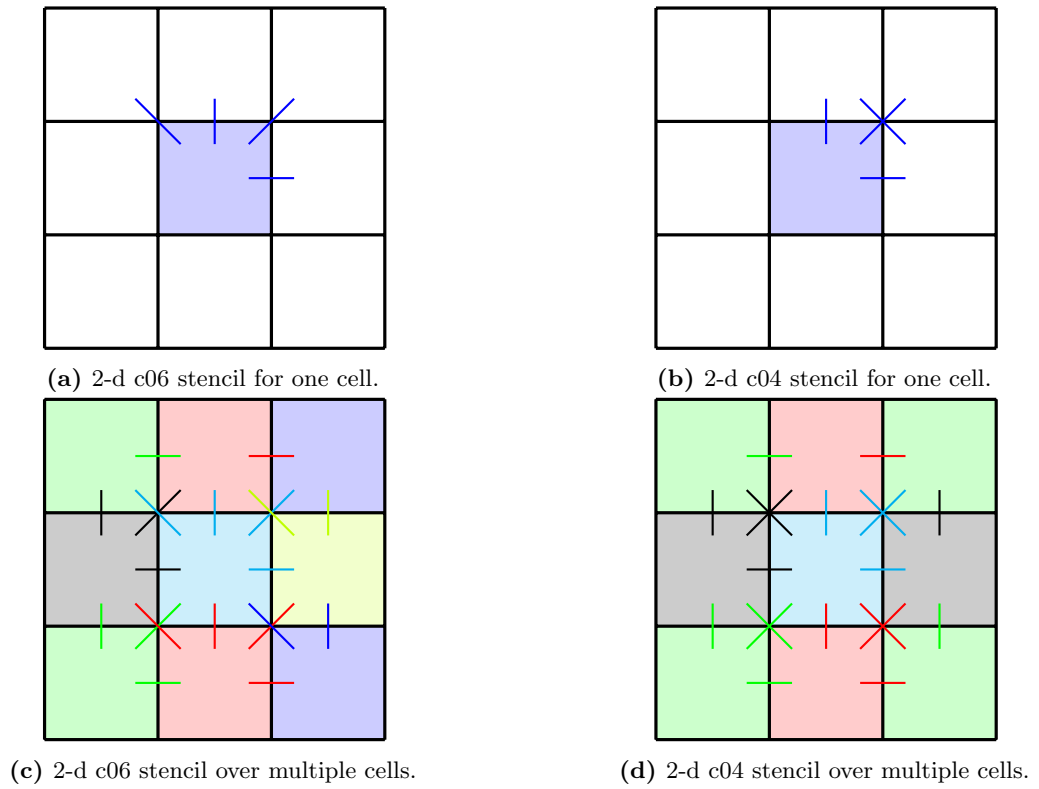 (a) 2-d c06 stencil for one cell.
(b) 2-d c04 stencil for one cell.
(c) 2-d c06 stencil over multiple cells.
(d) 2-d c04 stencil over multiple cells.